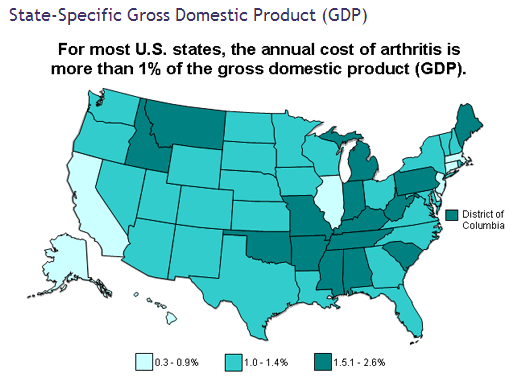 State-Specific Gross Domestic Product (GDP)
For most U.S. states, the annual cost of arthritis is
more than 1% of the gross domestic product (GDP).
District of
Columbia
0.3 - 0.9%
1.0 - 1.4%
1.5.1 - 2.6%